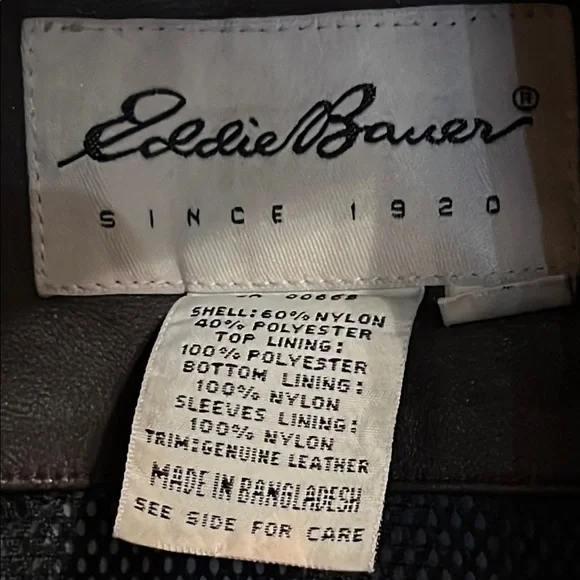 Eddie Bauer®
SINCE 1920
SHELL: 60% NYLON
40% POLYESTER
TOP LINING:
100% POLYESTER
BOTTOM LINING:
100% NYLON
SLEEVES LINING:
100% NYLON
TRIM: GENUINE LEATHER
MADE IN BANGLADESH
SEE SIDE FOR CARE